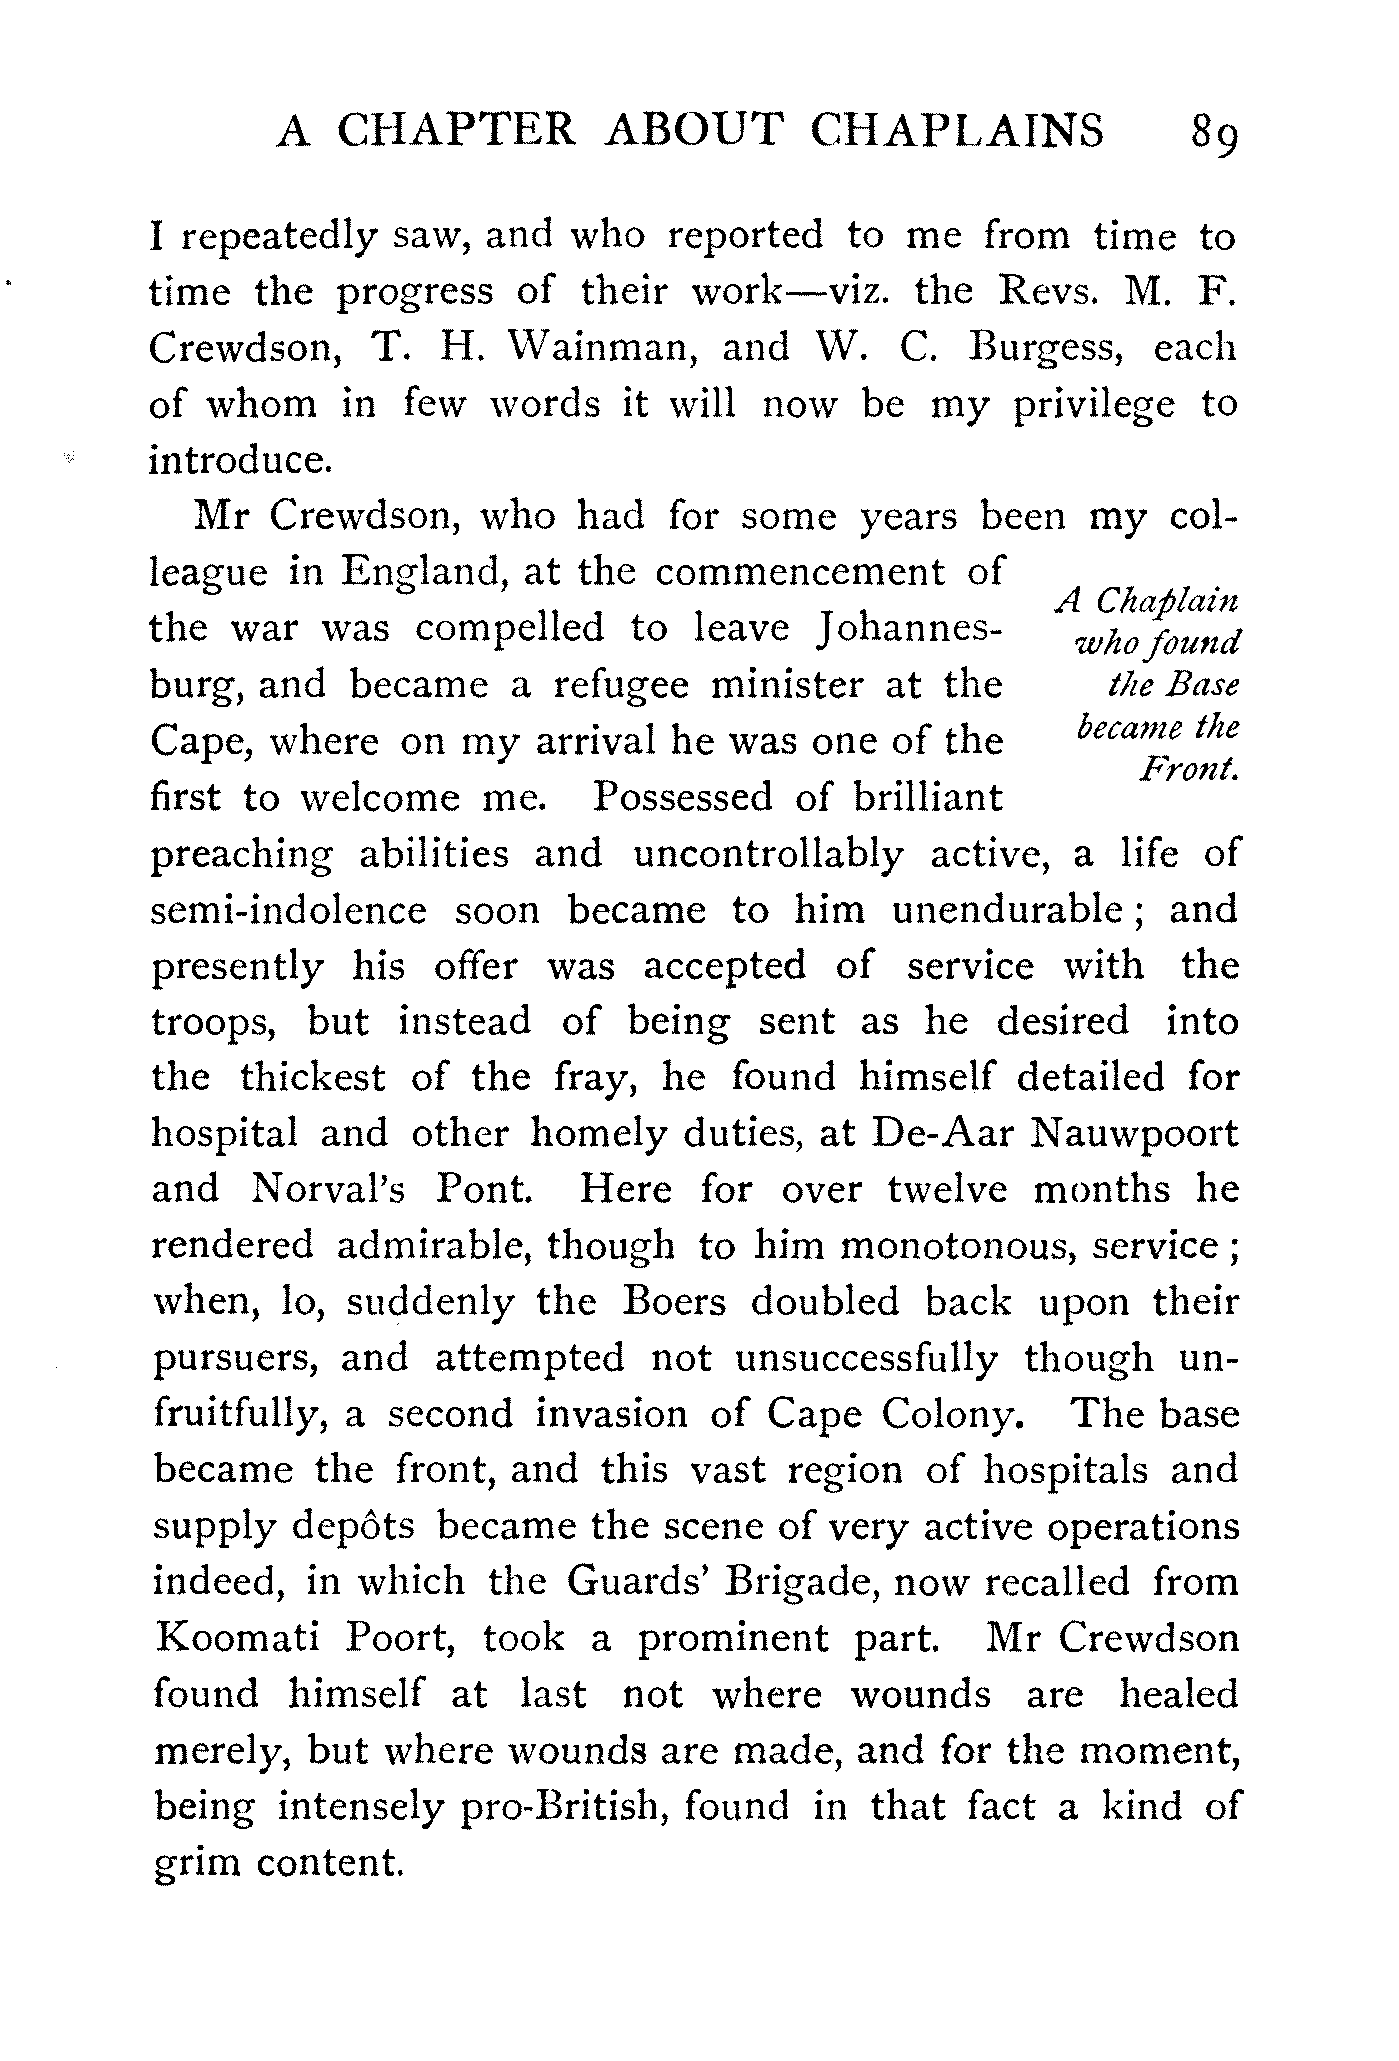 A CHAPTER ABOUT CHAPLAINS 89
I repeatedly saw, and who reported to me from time to
time the progress of their work—viz. the Revs. M. F.
Crewdson, T. H. Wainman, and W. C. Burgess, each
of whom in few words it will now be my privilege to
introduce.
Mr Crewdson, who had for some years been my col-
league in England, at the commencement of
the war was compelled to leave Johannes-
burg, and became a refugee minister at the
Cape, where on my arrival he was one of the
first to welcome me. Possessed of brilliant
A Chaplain
who found
the Base
became the
Front.
preaching abilities and uncontrollably active, a life of
semi-indolence soon became to him unendurable ; and
presently his offer was accepted of service with the
troops, but instead of being sent as he desired into
the thickest of the fray, he found himself detailed for
hospital and other homely duties, at De-Aar Nauwpoort
and Norval's Pont. Here for over twelve months he
rendered admirable, though to him monotonous, service ;
when, lo, suddenly the Boers doubled back upon their
pursuers, and attempted not unsuccessfully though un-
fruitfully, a second invasion of Cape Colony. The base
became the front, and this vast region of hospitals and
supply depôts became the scene of very active operations
indeed, in which the Guards' Brigade, now recalled from
Koomati Poort, took a prominent part. Mr Crewdson
found himself at last not where wounds are healed
merely, but where wounds are made, and for the moment,
being intensely pro-British, found in that fact a kind of
grim content.